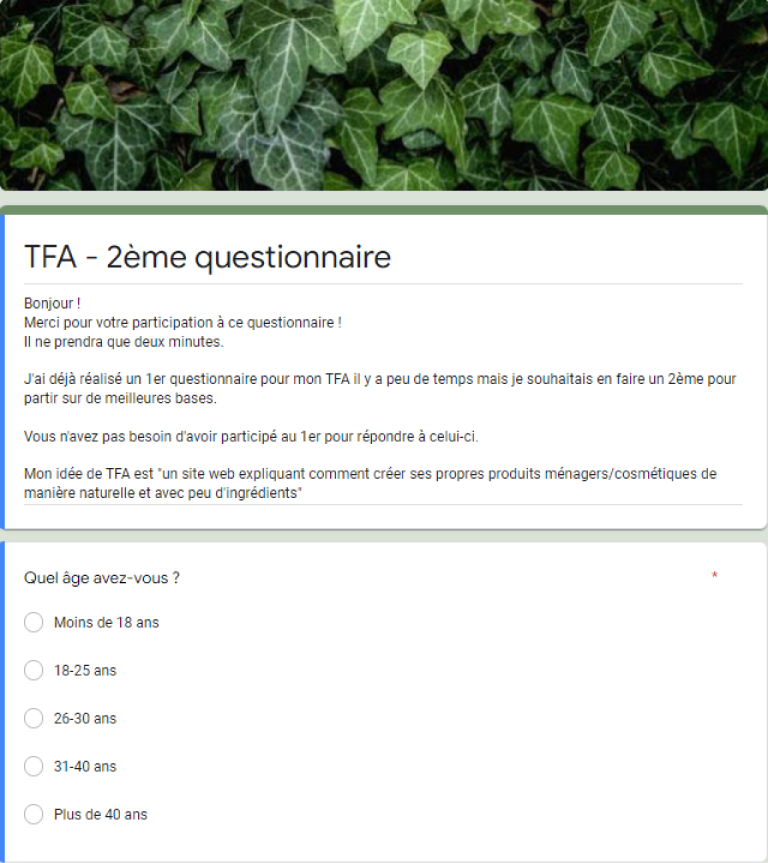 TFA - 2ème questionnaire
Bonjour !
Merci pour votre participation à ce questionnaire !
Il ne prendra que deux minutes.
J'ai déjà réalisé un 1er questionnaire pour mon TFA il y a peu de temps mais je souhaitais en faire un 2ème pour
partir sur de meilleures bases.
Vous n'avez pas besoin d'avoir participé au 1er pour répondre à celui-ci.
Mon idée de TFA est "un site web expliquant comment créer ses propres produits ménagers/cosmétiques de
manière naturelle et avec peu d'ingrédients"
Quel âge avez-vous ? *
Moins de 18 ans
18-25 ans
26-30 ans
31-40 ans
Plus de 40 ans